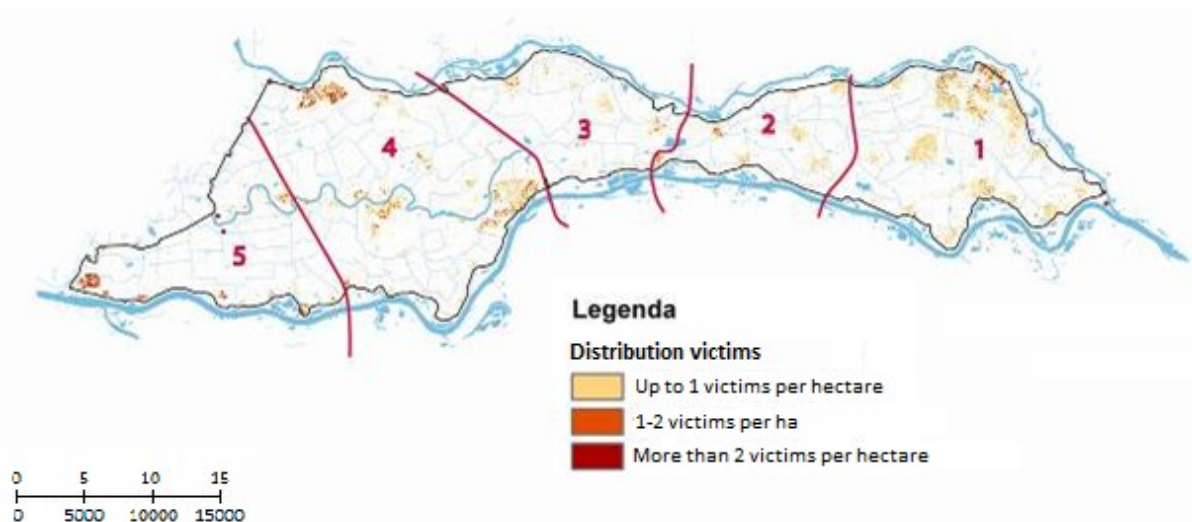 1
2
3
4
5
Legenda
Distribution victims
Up to 1 victims per hectare
1-2 victims per ha
More than 2 victims per hectare
0 5 10 15
0 5000 10000 15000